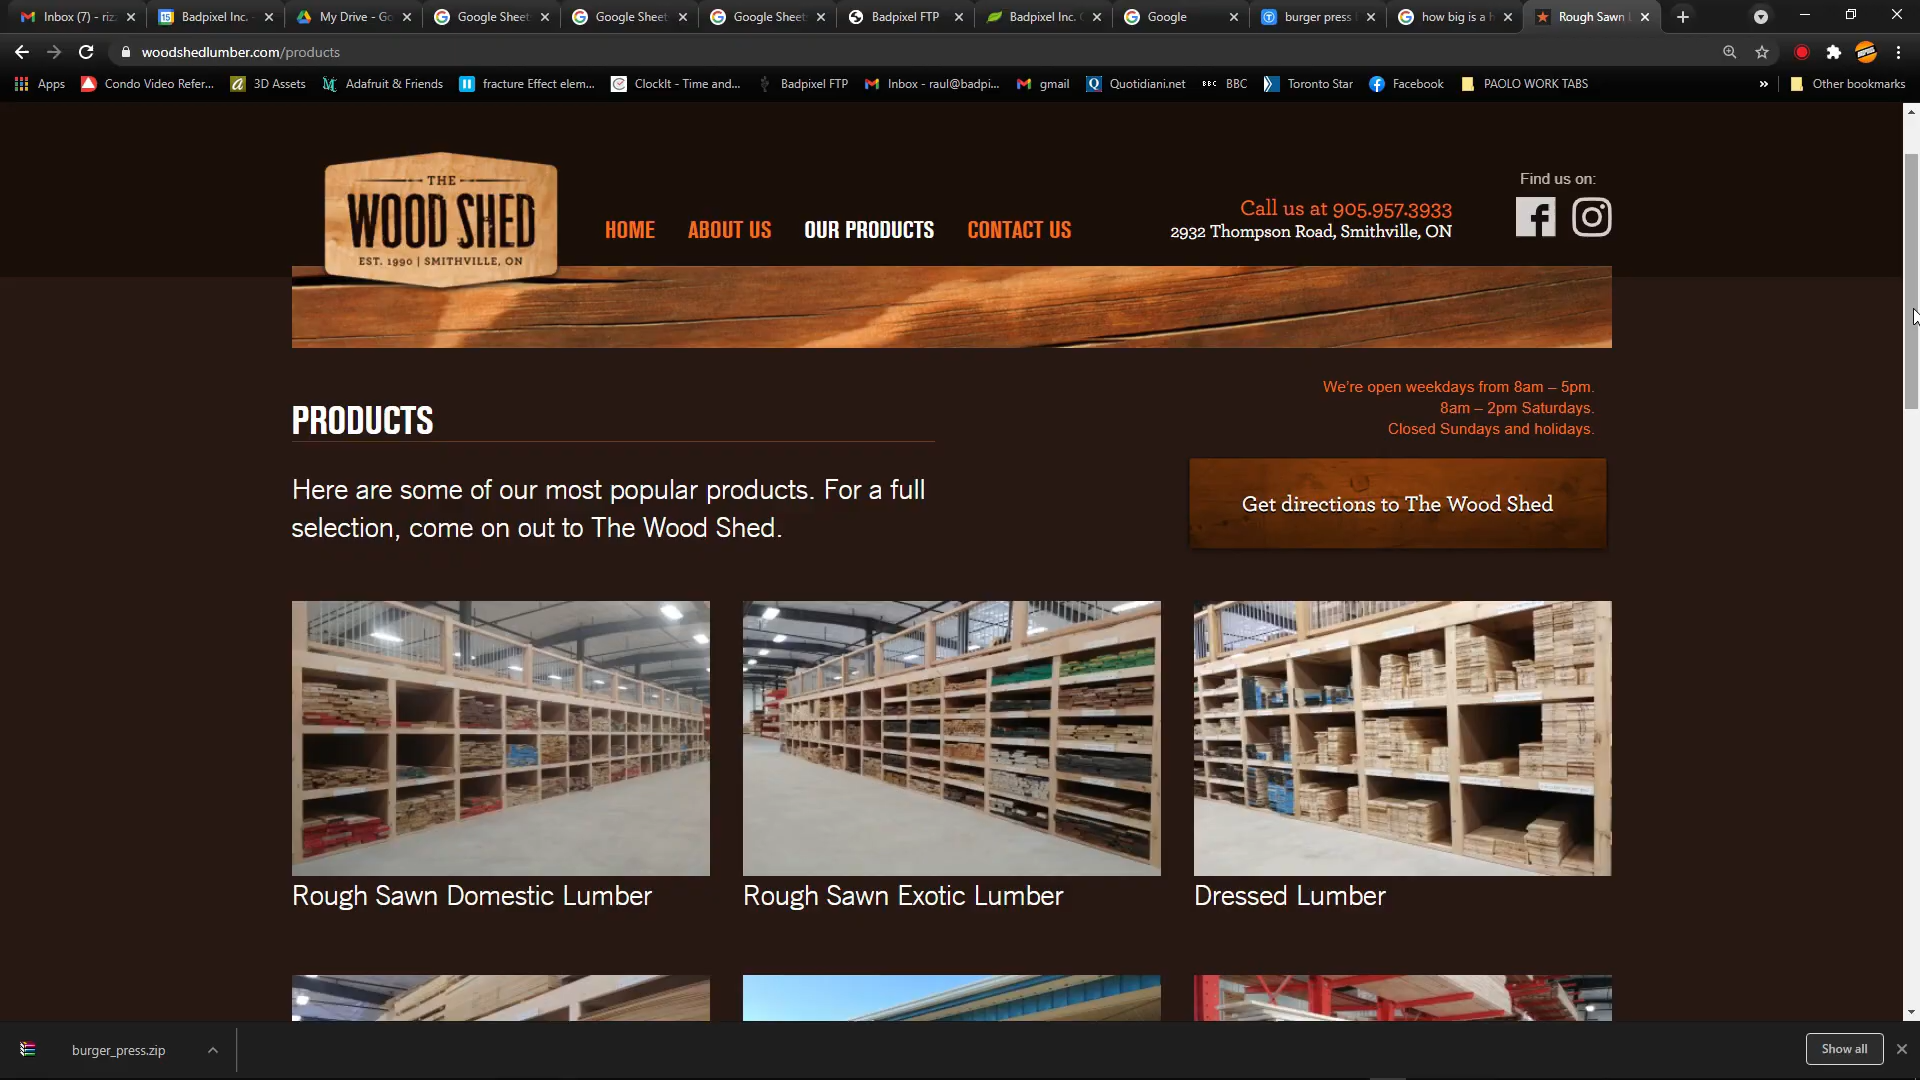 Inbox (7) - riz
Badpixel Inc. -
My Drive - Go
Google Sheet
Google Sheet
Google Sheet
Badpixel FTP
Badpixel Inc. C
Google
burger press b
how big is a h
Rough Sawn L
woodshedlumber.com/products
Apps
Condo Video Refer...
3D Assets
Adafruit & Friends
fracture Effect elem...
ClockIt - Time and...
Badpixel FTP
Inbox - raul@badpi...
gmail
Quotidiani.net
BBC
BBC
Toronto Star
Facebook
PAOLO WORK TABS
»
Other bookmarks
THE
WOOD SHED
EST. 1990 | SMITHVILLE, ON
HOME
ABOUT US
OUR PRODUCTS
CONTACT US
Call us at 905.957.3933
2932 Thompson Road, Smithville, ON
Find us on:
We're open weekdays from 8am – 5pm.
8am – 2pm Saturdays.
Closed Sundays and holidays.
PRODUCTS
Here are some of our most popular products. For a full
selection, come on out to The Wood Shed.
Get directions to The Wood Shed
Rough Sawn Domestic Lumber
Rough Sawn Exotic Lumber
Dressed Lumber
burger_press.zip
Show all